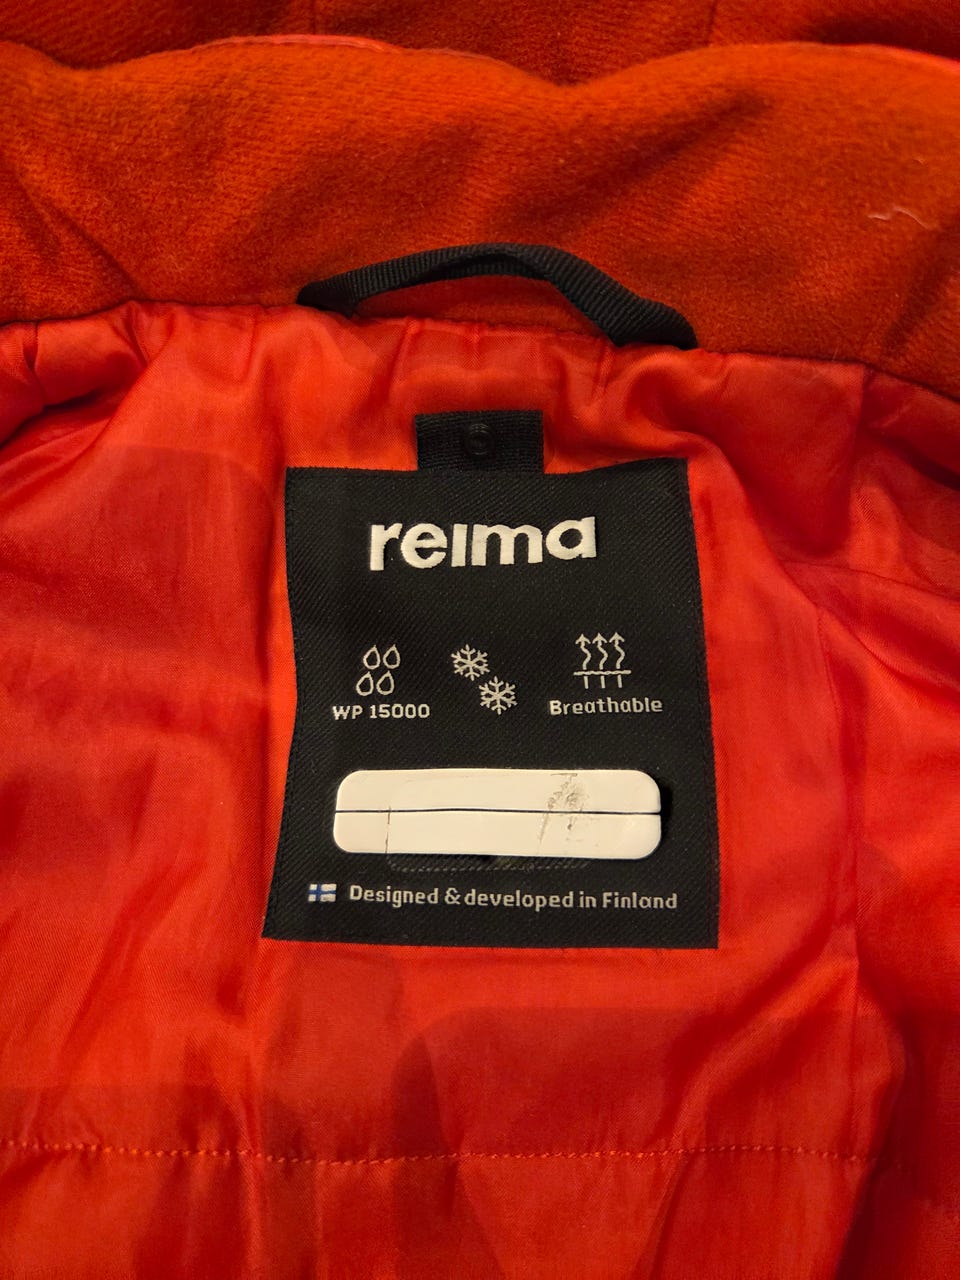 reima
WP 15000
Breathable
Designed & developed in Finland